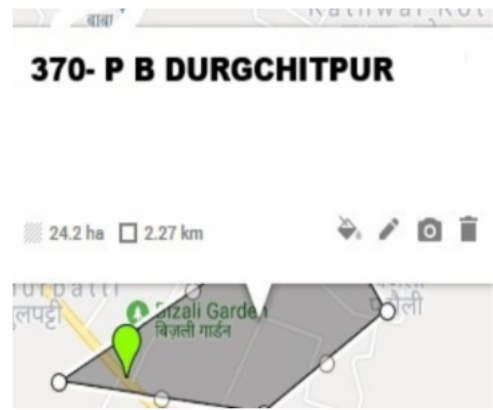 बाबा
370- P B DURGCHITPUR
24.2 ha 2.27 km
Bizali Garden
बिज़ली गार्डन